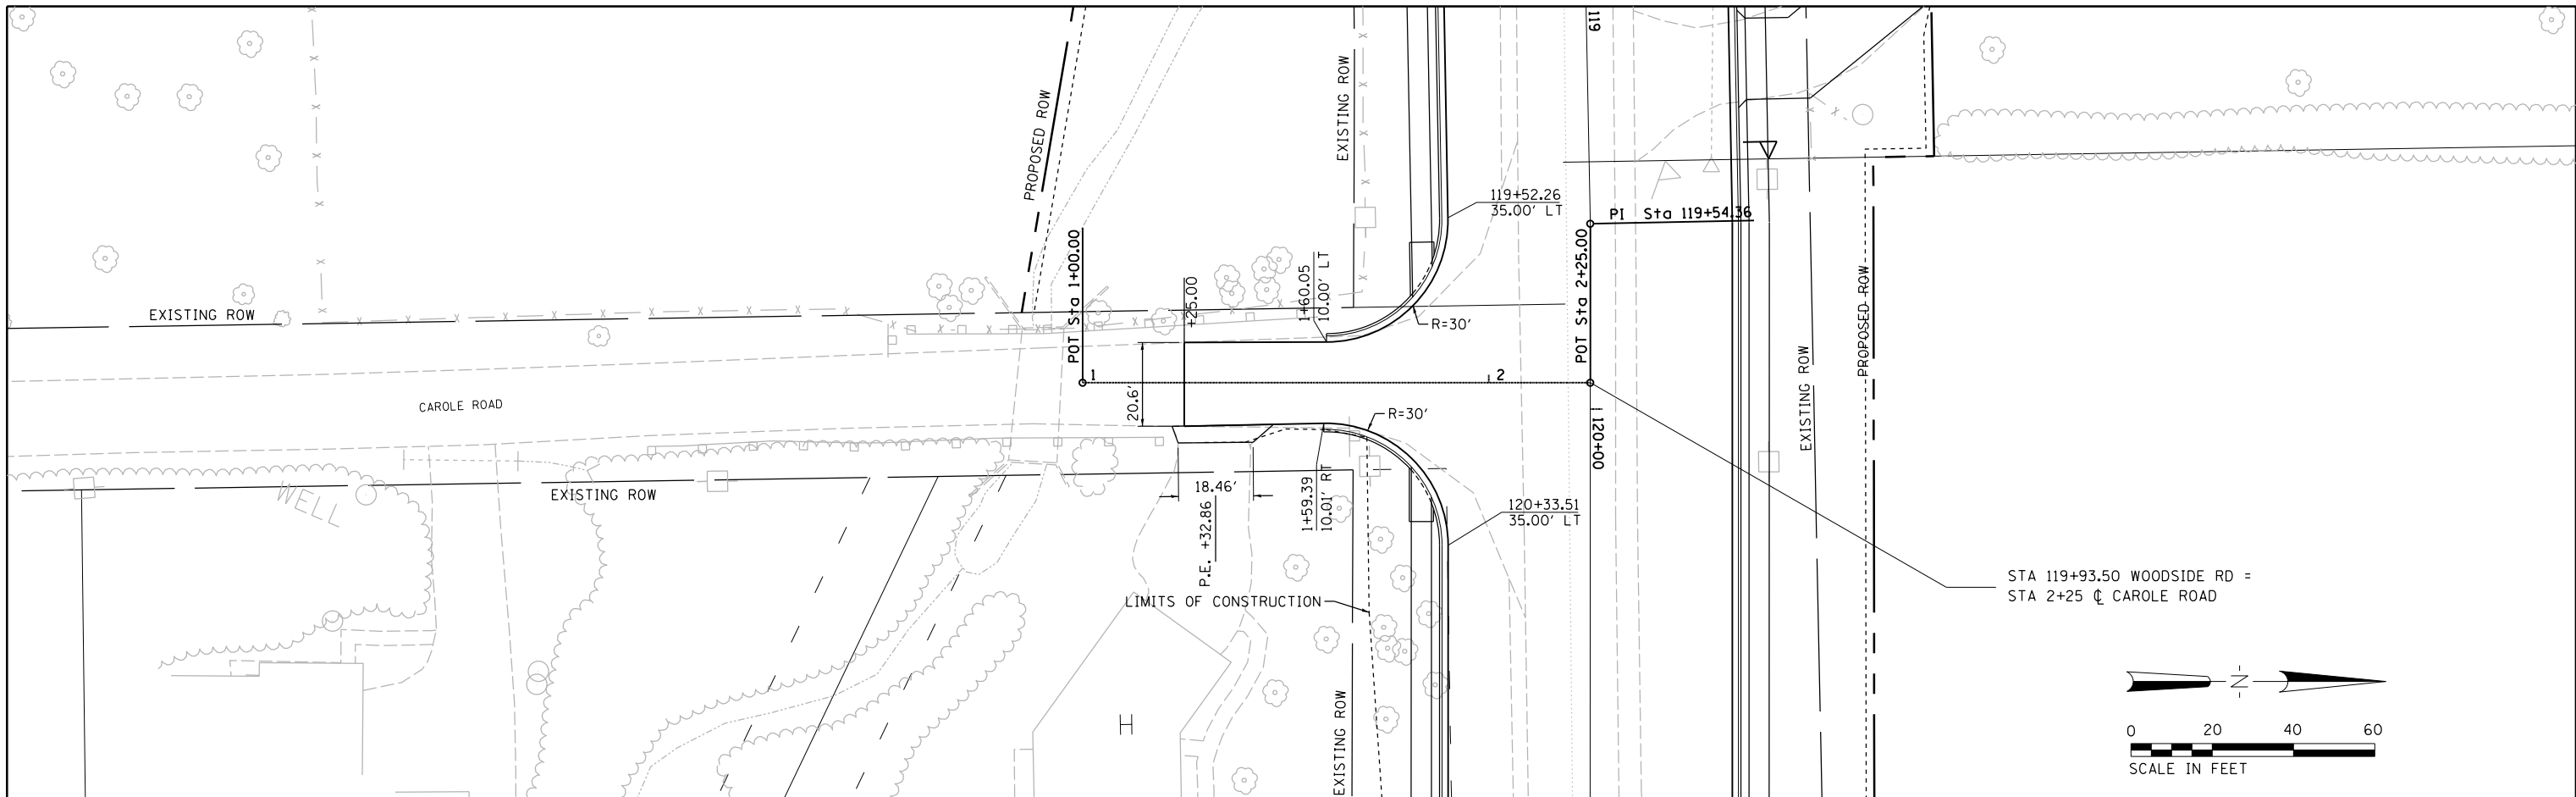 119
EXISTING ROW
PROPOSED ROW
119+52.26
35.00' LT
PI Sta 119+54.36
POT Sta 1+00.00
+25.00
1+60.05
10.00' LT
POT Sta 2+25.00
EXISTING ROW
R=30'
PROPOSED ROW
EXISTING ROW
1
2
20.6'
CAROLE ROAD
R=30'
120+00
WELL
EXISTING ROW
18.46'
P.E. +32.86
1+59.39
10.01' RT
120+33.51
35.00' LT
LIMITS OF CONSTRUCTION
STA 119+93.50 WOODSIDE RD =
STA 2+25 ℄ CAROLE ROAD
EXISTING ROW
H
N
0 20 40 60
SCALE IN FEET